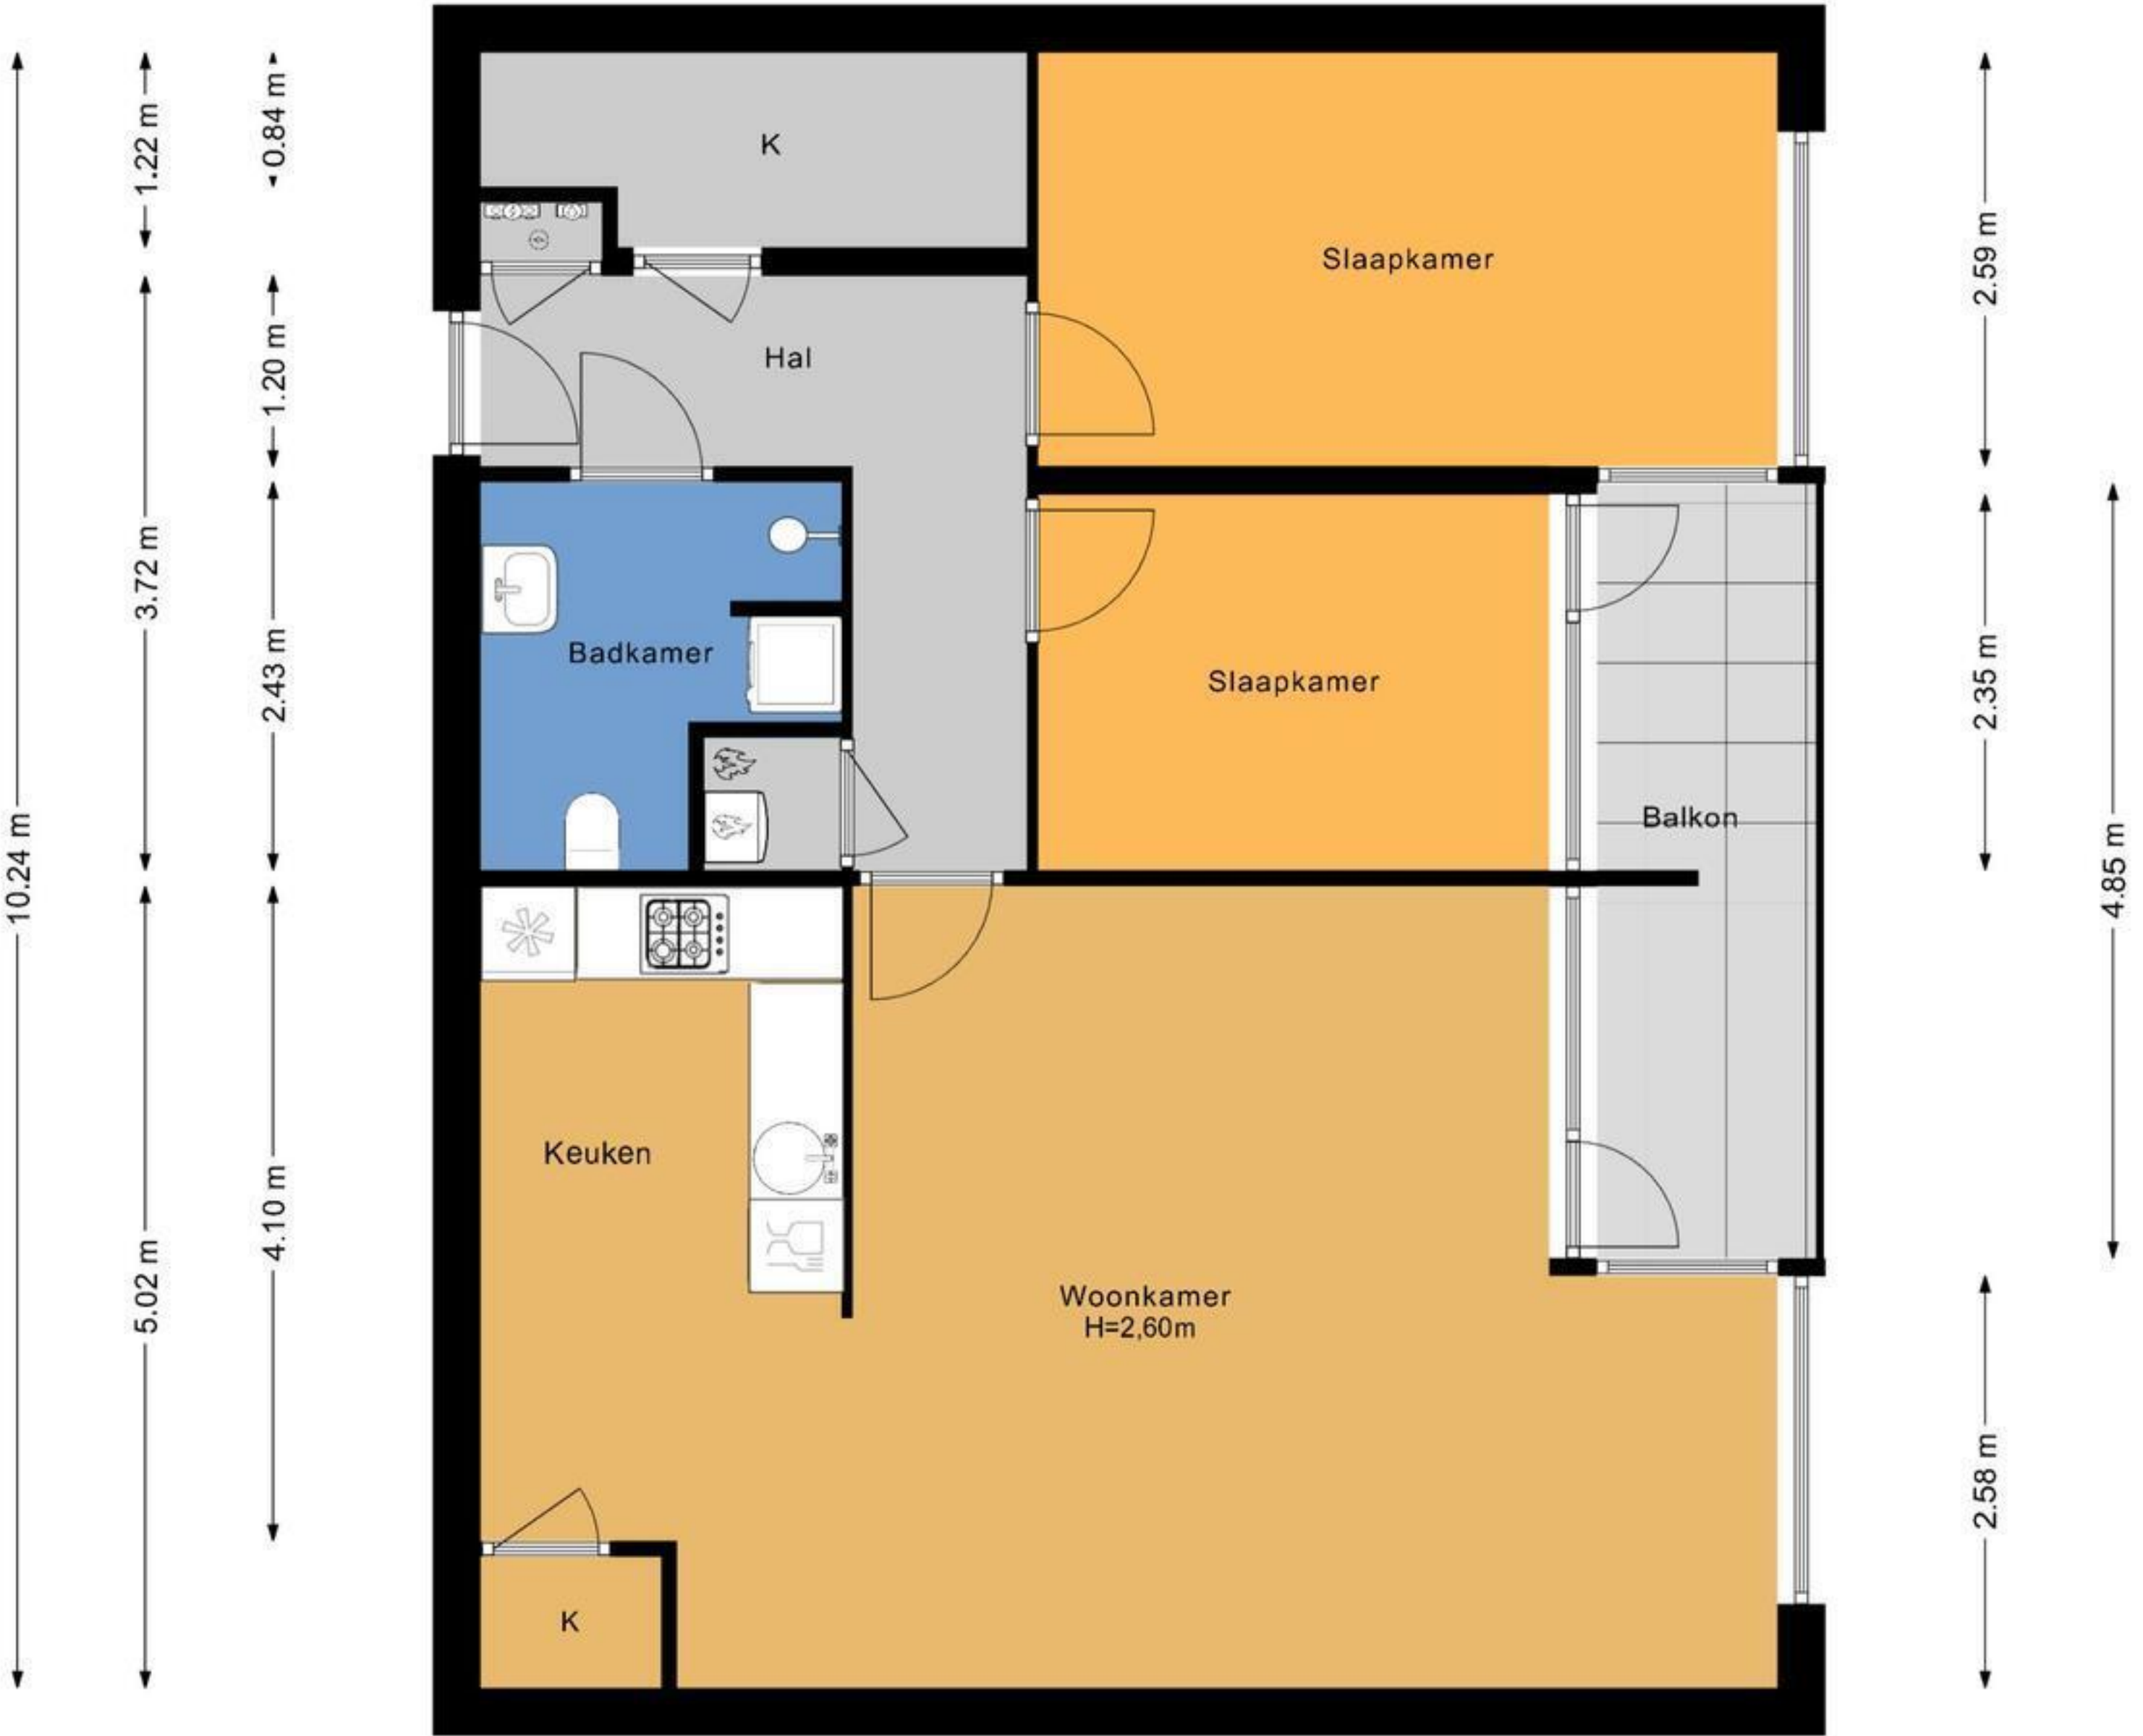 10.24 m
1.22 m
3.72 m
5.02 m
0.84 m
1.20 m
2.43 m
4.10 m
K
Slaapkamer
Hal
Badkamer
Slaapkamer
Balkon
Keuken
Woonkamer
H=2,60m
K
2.59 m
2.35 m
2.58 m
4.85 m